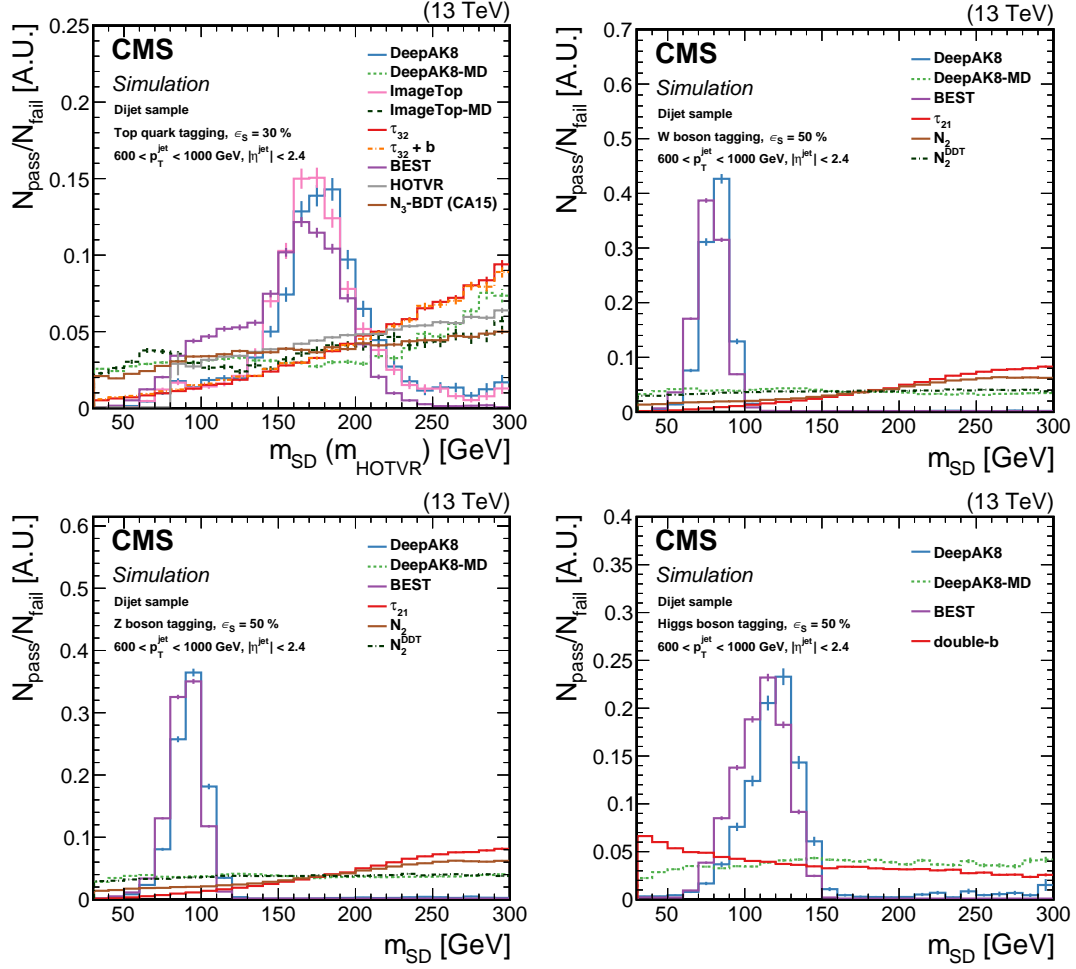 (13 TeV)
N_pass/N_fail [A.U.]
0.25
0.2
0.15
0.1
0.05
0
CMS
Simulation
Dijet sample
Top quark tagging, ε_S = 30 %
600 < p_T^jet < 1000 GeV, |η^jet| < 2.4
DeepAK8
DeepAK8-MD
ImageTop
ImageTop-MD
τ_32
τ_32 + b
BEST
HOTVR
N_3-BDT (CA15)
50 100 150 200 250 300
m_SD (m_HOTVR) [GeV]
(13 TeV)
N_pass/N_fail [A.U.]
0.7
0.6
0.5
0.4
0.3
0.2
0.1
0
CMS
Simulation
Dijet sample
W boson tagging, ε_S = 50 %
600 < p_T^jet < 1000 GeV, |η^jet| < 2.4
DeepAK8
DeepAK8-MD
BEST
τ_21
N_2
N_2^DDT
50 100 150 200 250 300
m_SD [GeV]
(13 TeV)
N_pass/N_fail [A.U.]
0.6
0.5
0.4
0.3
0.2
0.1
0
CMS
Simulation
Dijet sample
Z boson tagging, ε_S = 50 %
600 < p_T^jet < 1000 GeV, |η^jet| < 2.4
DeepAK8
DeepAK8-MD
BEST
τ_21
N_2
N_2^DDT
50 100 150 200 250 300
m_SD [GeV]
(13 TeV)
N_pass/N_fail [A.U.]
0.4
0.35
0.3
0.25
0.2
0.15
0.1
0.05
0
CMS
Simulation
Dijet sample
Higgs boson tagging, ε_S = 50 %
600 < p_T^jet < 1000 GeV, |η^jet| < 2.4
DeepAK8
DeepAK8-MD
BEST
double-b
50 100 150 200 250 300
m_SD [GeV]